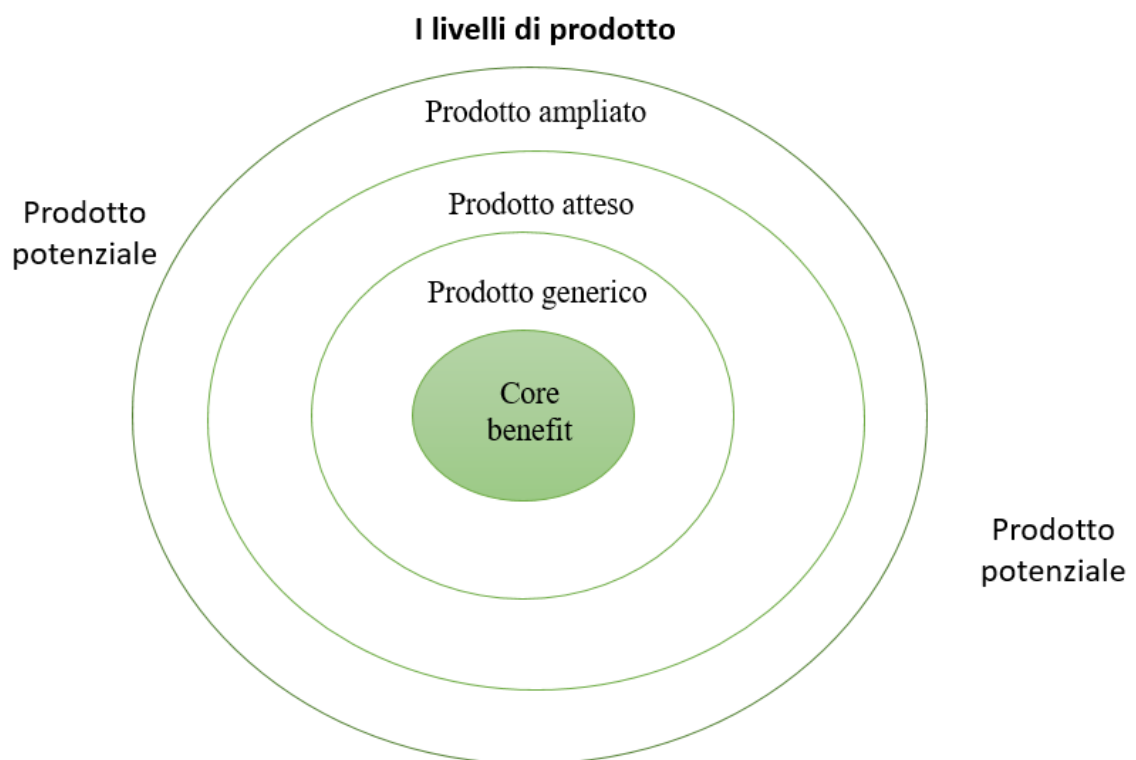 I livelli di prodotto
Prodotto ampliato
Prodotto
potenziale
Prodotto atteso
Prodotto generico
Core
benefit
Prodotto
potenziale